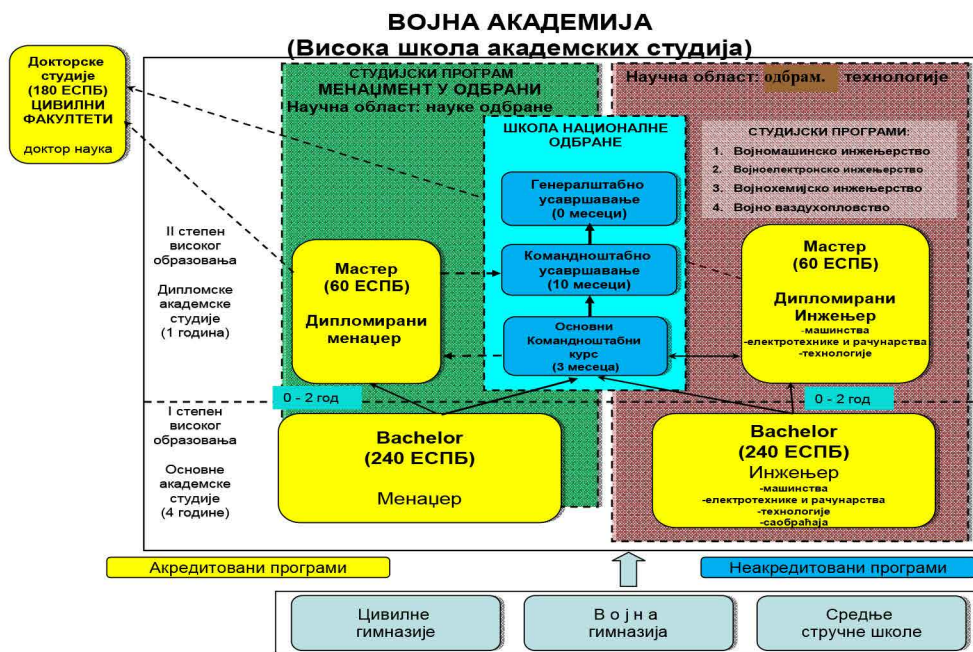 ВОЈНА АКАДЕМИЈА
(Висока школа академских студија)
Докторске
студије
(180 ЕСПБ)
ЦИВИЛНИ
ФАКУЛТЕТИ
доктор наука
СТУДИЈСКИ ПРОГРАМ
МЕНАЏМЕНТ У ОДБРАНИ
Научна област: науке одбране
Научна област: одбрам. технологије
ШКОЛА НАЦИОНАЛНЕ
ОДБРАНЕ
СТУДИЈСКИ ПРОГРАМИ:
1. Војномашинско инжењерство
2. Војноелектронско инжењерство
3. Војнохемијско инжењерство
4. Војно ваздухопловство
Генералштабно
усавршавање
(0 месеци)
II степен
високог
образовања
Дипломске
академске
студије
(1 година)
Мастер
(60 ЕСПБ)
Дипломирани
менаџер
Командноштабно
усавршавање
(10 месеци)
Основни
Командноштабни
курс
(3 месеца)
Мастер
(60 ЕСПБ)
Дипломирани
Инжењер
-машинства
-електротехнике и рачунарства
-технологије
0 - 2 год
0 - 2 год
I степен
високог
образовања
Основне
академске
студије
(4 године)
Bachelor
(240 ЕСПБ)
Менаџер
Bachelor
(240 ЕСПБ)
Инжењер
-машинства
-електротехнике и рачунарства
-технологије
-саобраћаја
Акредитовани програми
Неакредитовани програми
Цивилне
гимназије
Војна
гимназија
Средње
стручне школе